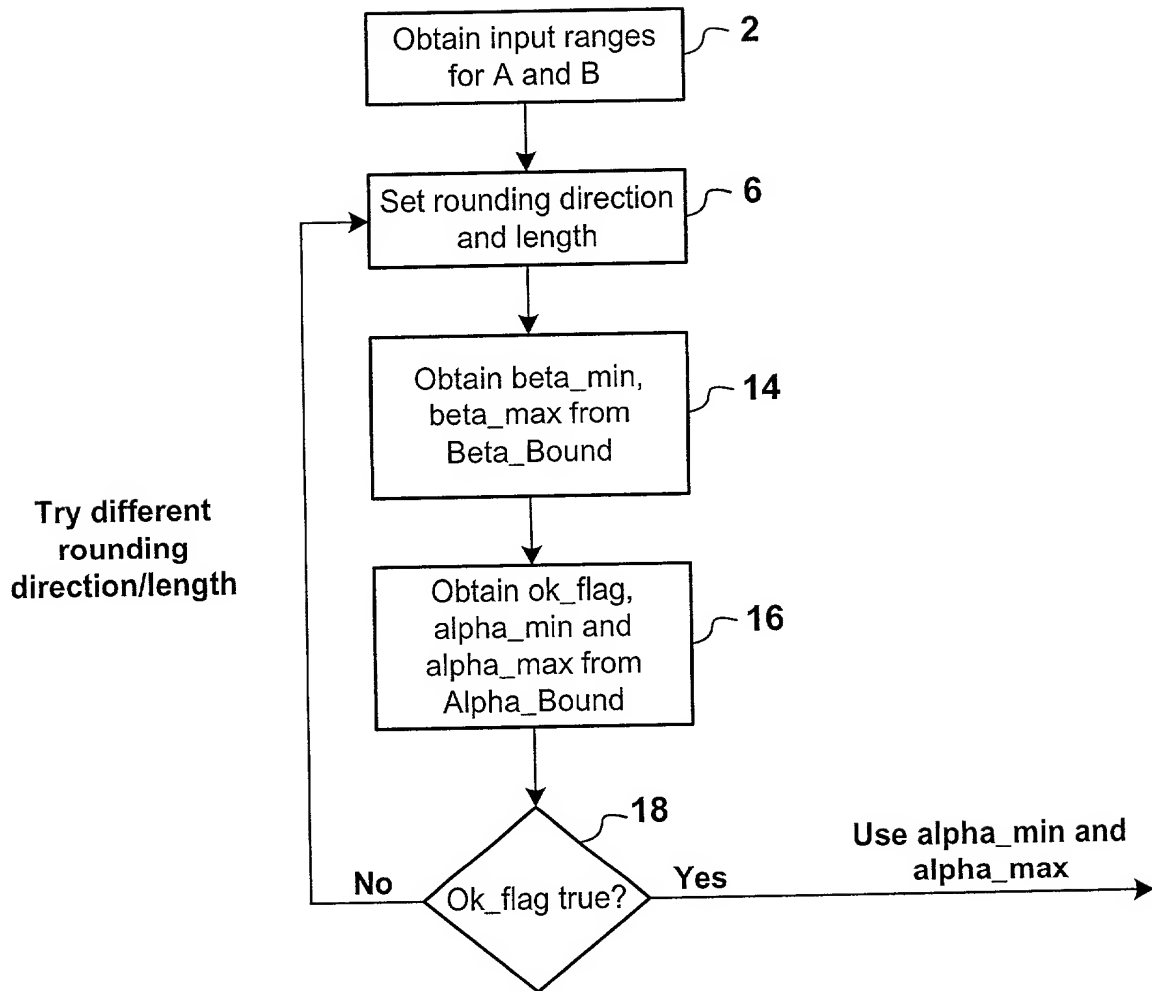 Obtain input ranges
for A and B
2
Set rounding direction
and length
6
Obtain beta_min,
beta_max from
Beta_Bound
14
Try different
rounding
direction/length
Obtain ok_flag,
alpha_min and
alpha_max from
Alpha_Bound
16
18
Ok_flag true?
No
Yes
Use alpha_min and
alpha_max